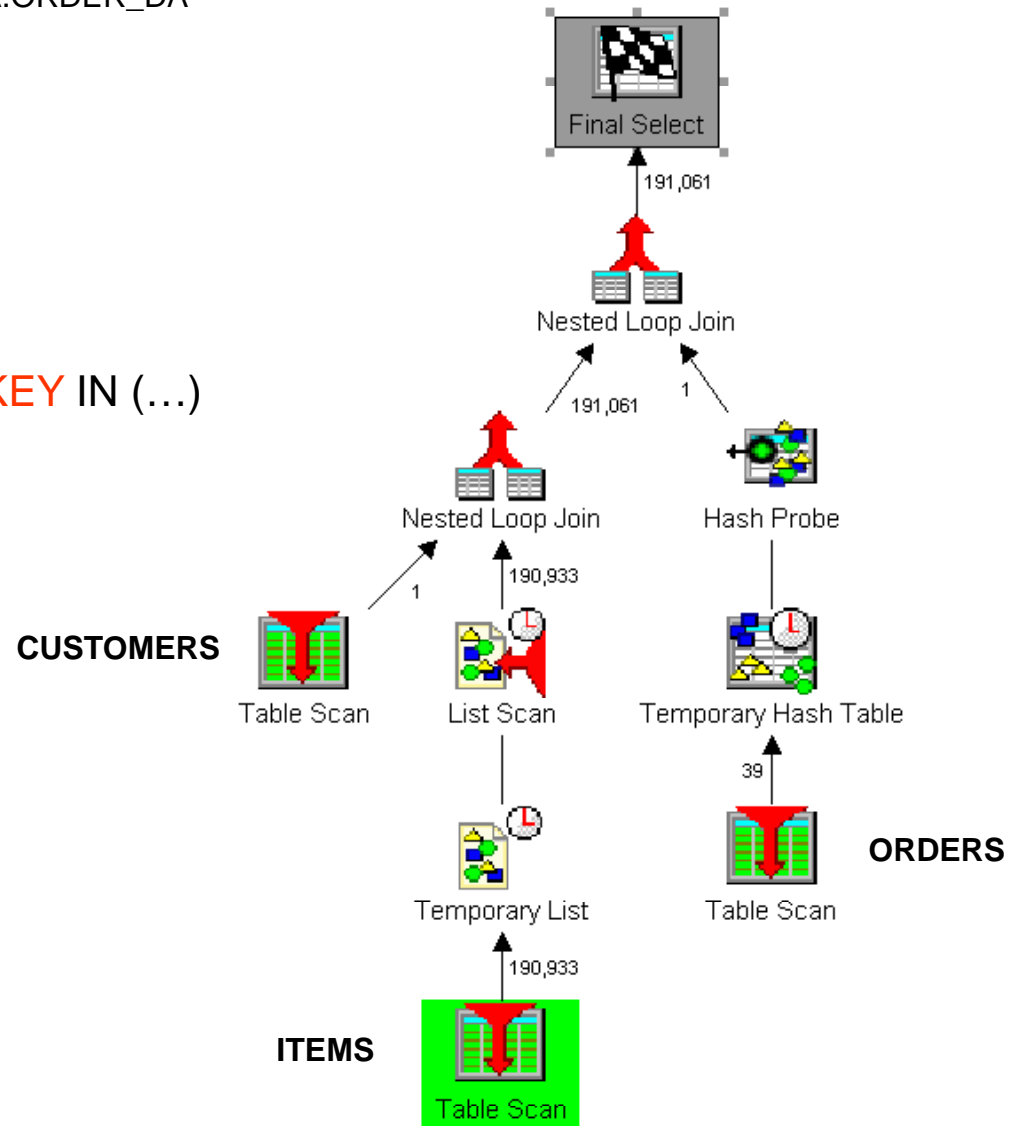 A.ORDER_DA
Final Select
191,061
Nested Loop Join
KEY IN (…)
191,061
1
Nested Loop Join
Hash Probe
1
190,933
CUSTOMERS
Table Scan
List Scan
Temporary Hash Table
39
ORDERS
Temporary List
Table Scan
190,933
ITEMS
Table Scan